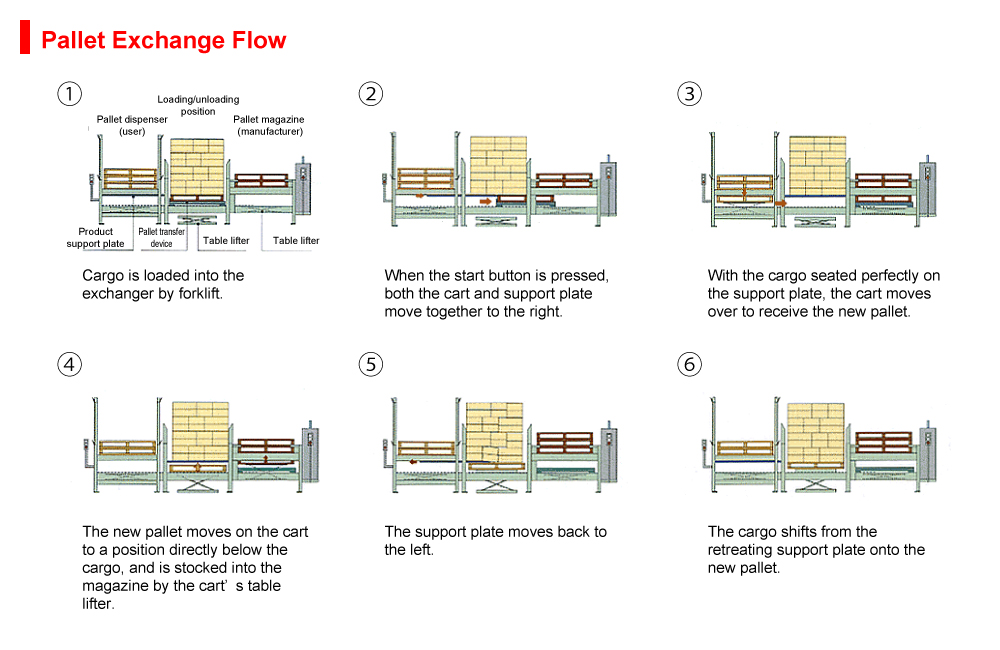 Pallet Exchange Flow
①
Loading/unloading
position
Pallet dispenser
(user)
Pallet magazine
(manufacturer)
Product
support plate
Pallet transfer
device
Table lifter
Table lifter
Cargo is loaded into the
exchanger by forklift.
②
When the start button is pressed,
both the cart and support plate
move together to the right.
③
With the cargo seated perfectly on
the support plate, the cart moves
over to receive the new pallet.
④
The new pallet moves on the cart
to a position directly below the
cargo, and is stocked into the
magazine by the cart’ s table
lifter.
⑤
The support plate moves back to
the left.
⑥
The cargo shifts from the
retreating support plate onto the
new pallet.